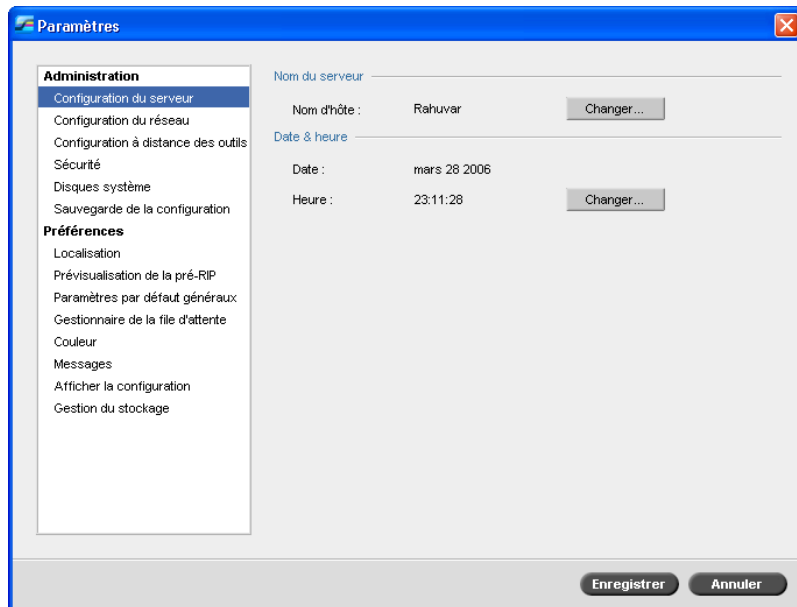 Paramètres
Administration
Configuration du serveur
Configuration du réseau
Configuration à distance des outils
Sécurité
Disques système
Sauvegarde de la configuration
Préférences
Localisation
Prévisualisation de la pré-RIP
Paramètres par défaut généraux
Gestionnaire de la file d'attente
Couleur
Messages
Afficher la configuration
Gestion du stockage
Nom du serveur
Nom d'hôte : Rahuvar Changer...
Date & heure
Date : mars 28 2006
Heure : 23:11:28 Changer...
Enregistrer Annuler